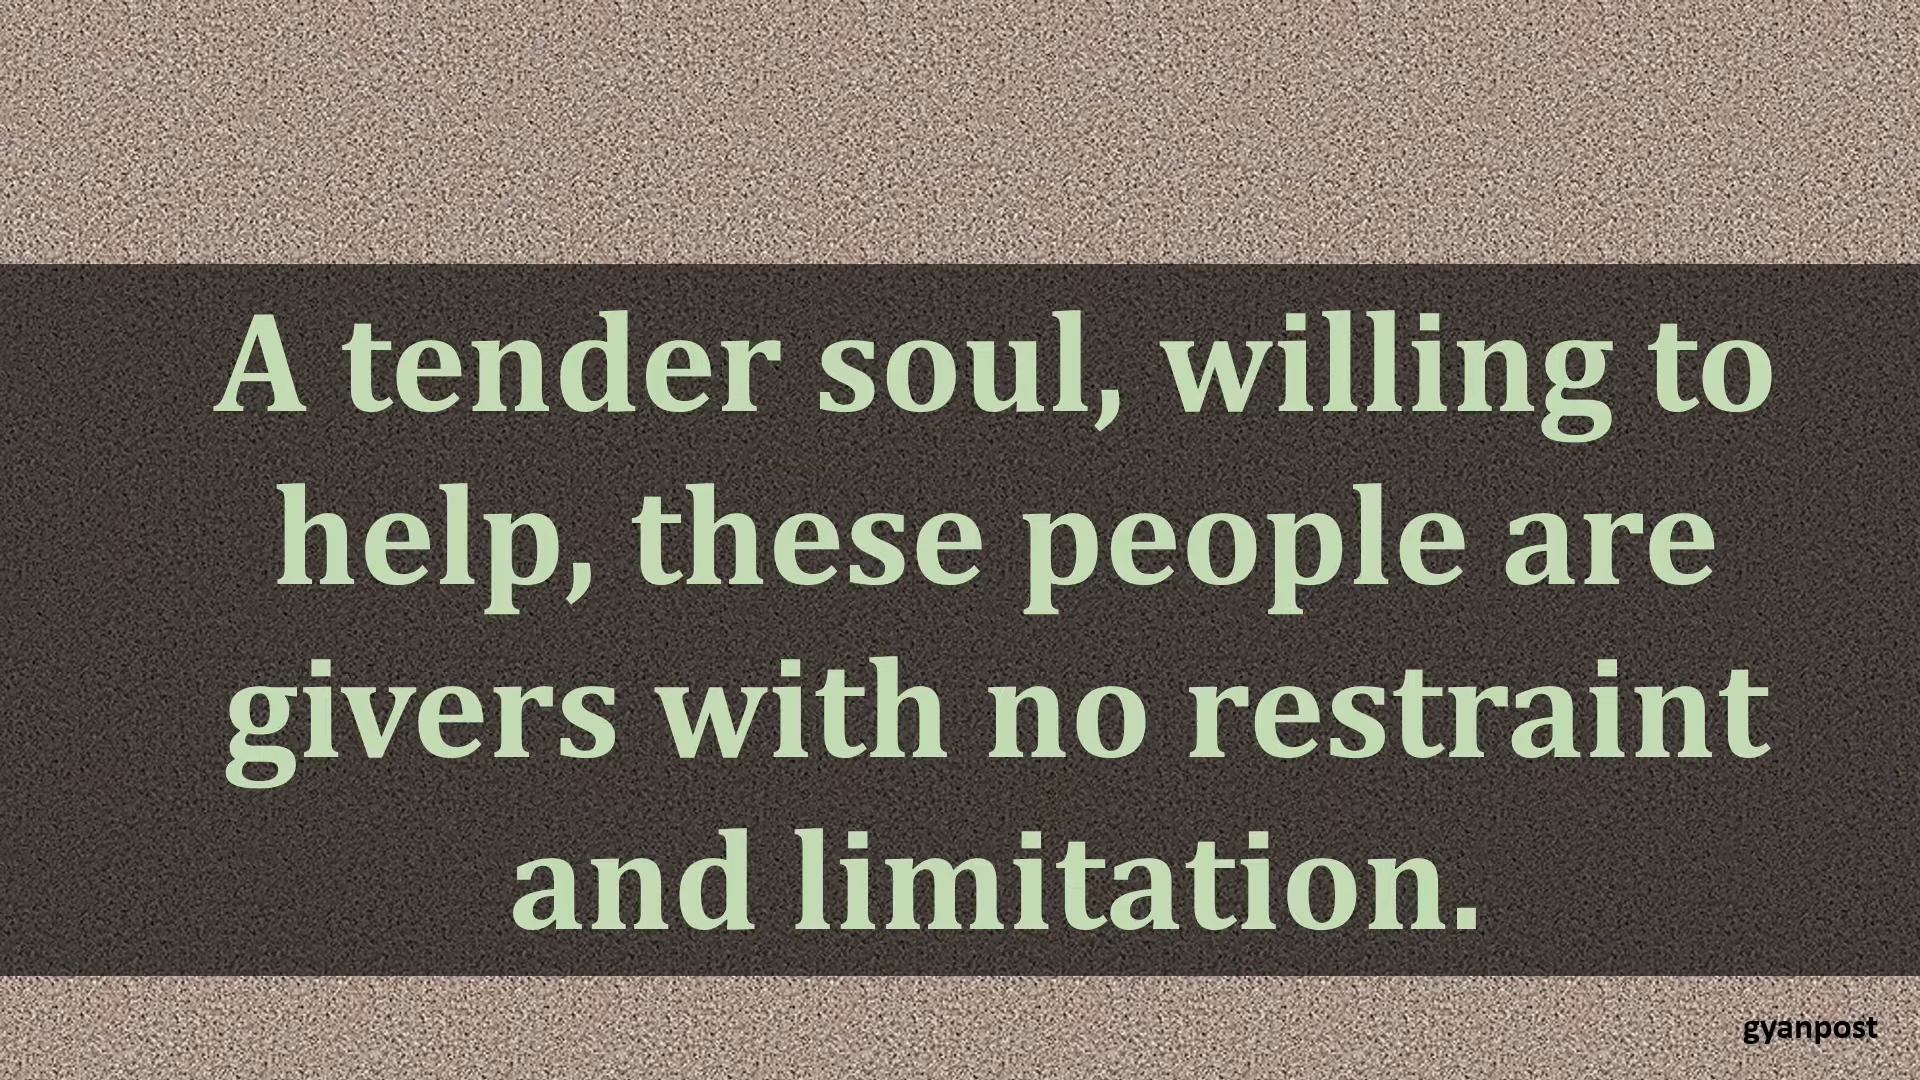 A tender soul, willing to
help, these people are
givers with no restraint
and limitation.
gyanpost